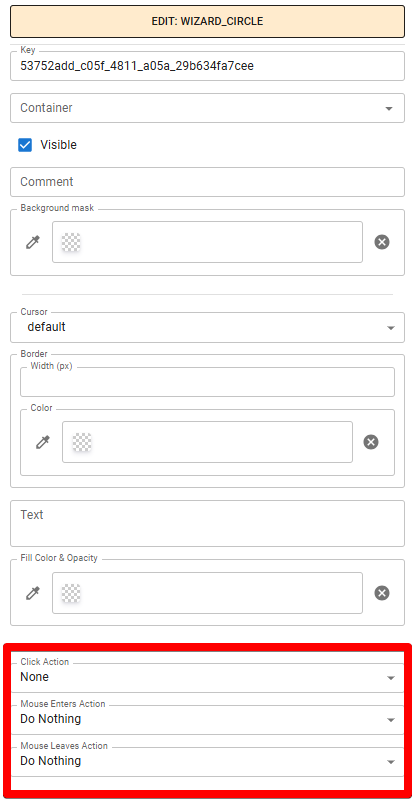 EDIT: WIZARD_CIRCLE
Key
53752add_c05f_4811_a05a_29b634fa7cee
Container
Visible
Comment
Background mask
Cursor
default
Border
Width (px)
Color
Text
Fill Color & Opacity
Click Action
None
Mouse Enters Action
Do Nothing
Mouse Leaves Action
Do Nothing